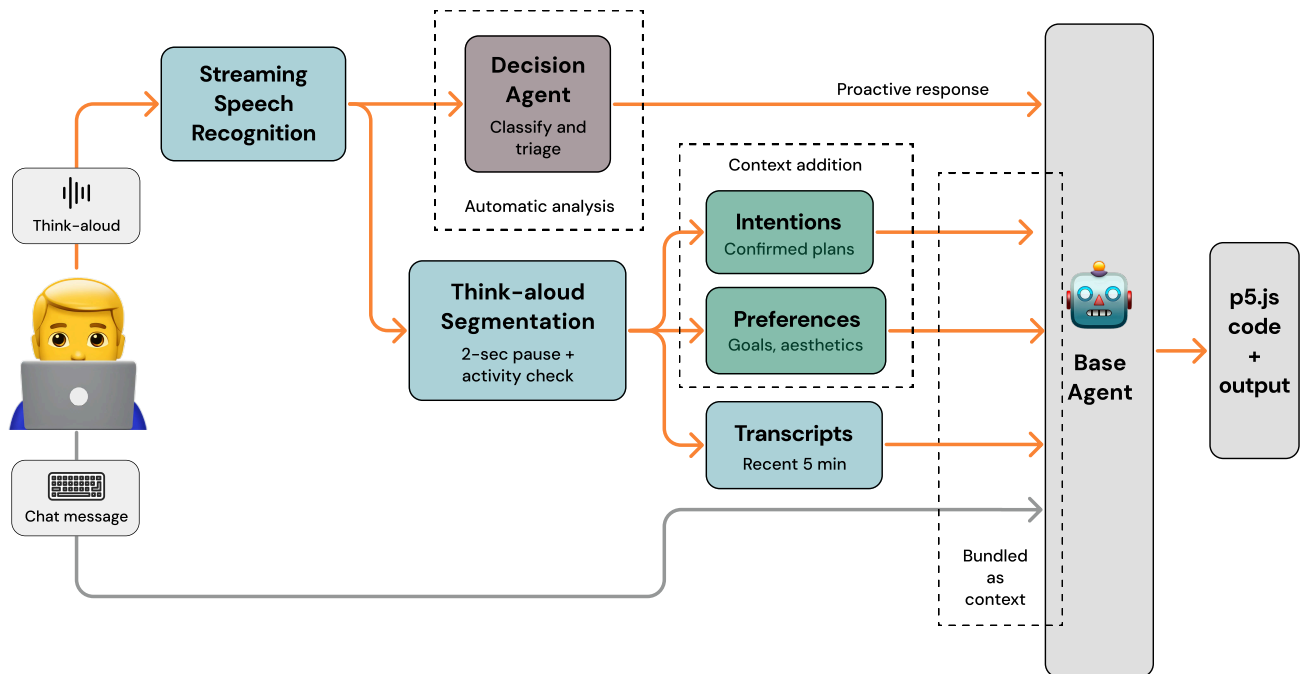 Streaming
Speech
Recognition
Decision
Agent
Classify and
triage
Automatic analysis
Proactive response
Think-aloud
Think-aloud
Segmentation
2-sec pause +
activity check
Context addition
Intentions
Confirmed plans
Preferences
Goals, aesthetics
Transcripts
Recent 5 min
Chat message
Bundled
as
context
Base
Agent
p5.js
code
+
output